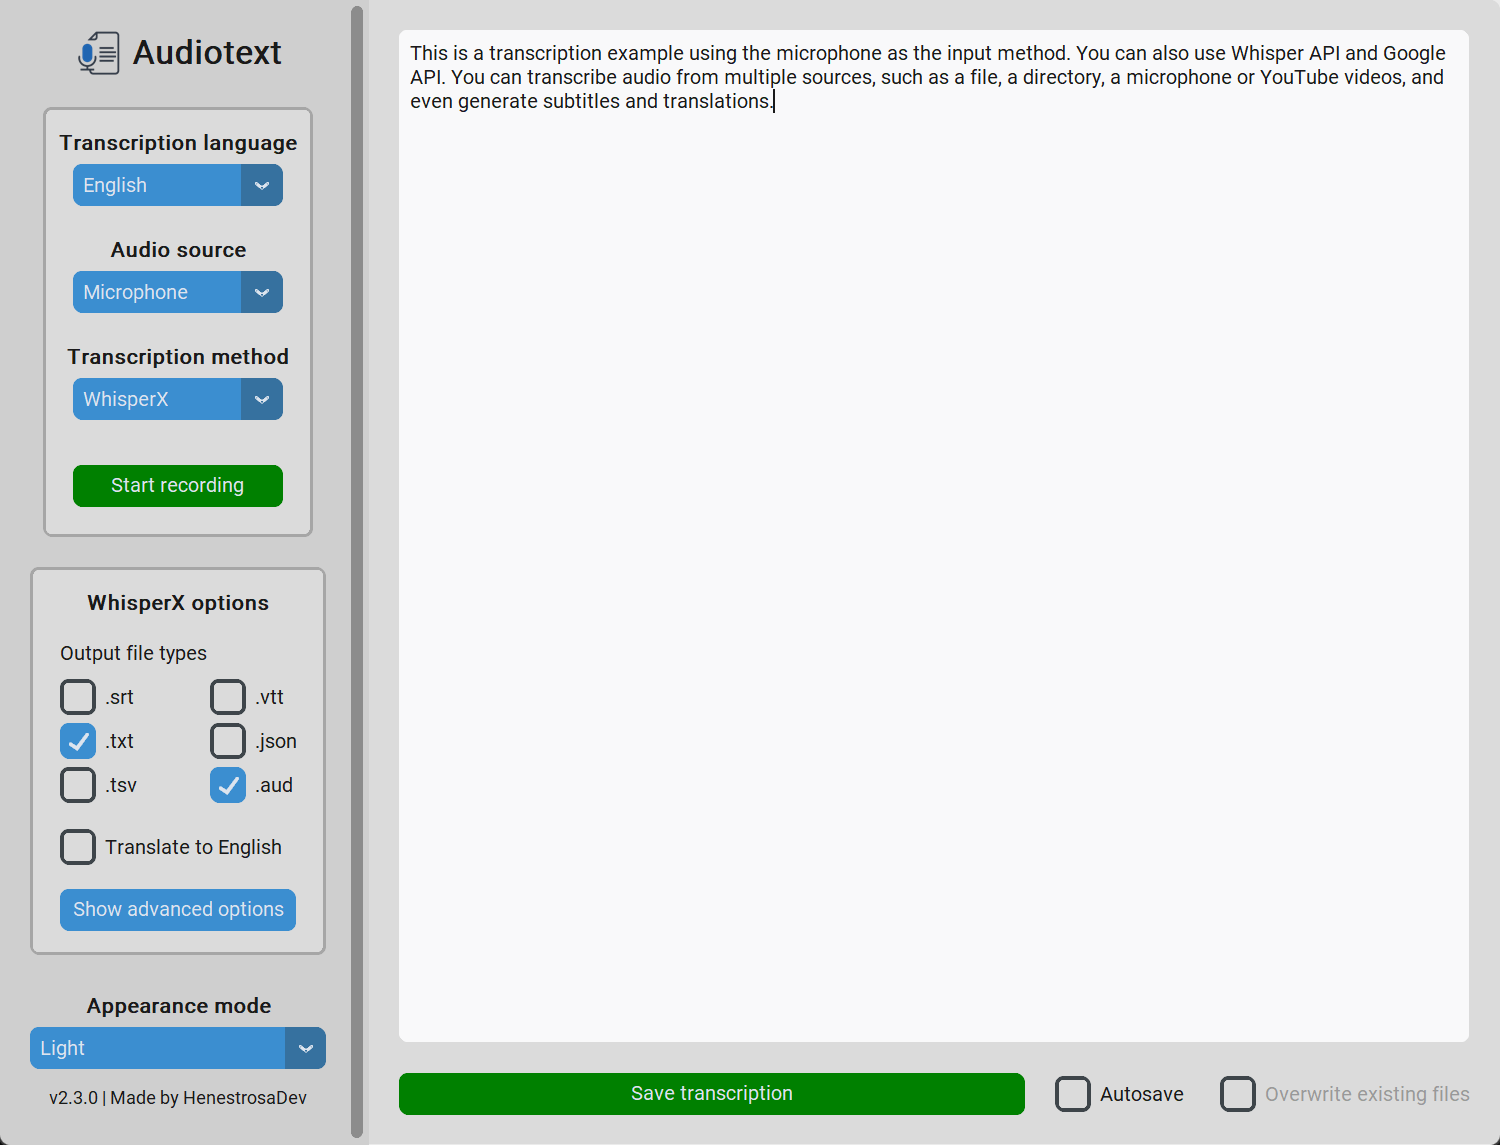 Audiotext
Transcription language
English
Audio source
Microphone
Transcription method
WhisperX
Start recording
WhisperX options
Output file types
.srt
.vtt
.txt
.json
.tsv
.aud
Translate to English
Show advanced options
Appearance mode
Light
v2.3.0 | Made by HenestrosaDev
This is a transcription example using the microphone as the input method. You can also use Whisper API and Google
API. You can transcribe audio from multiple sources, such as a file, a directory, a microphone or YouTube videos, and
even generate subtitles and translations.
Save transcription
Autosave
Overwrite existing files